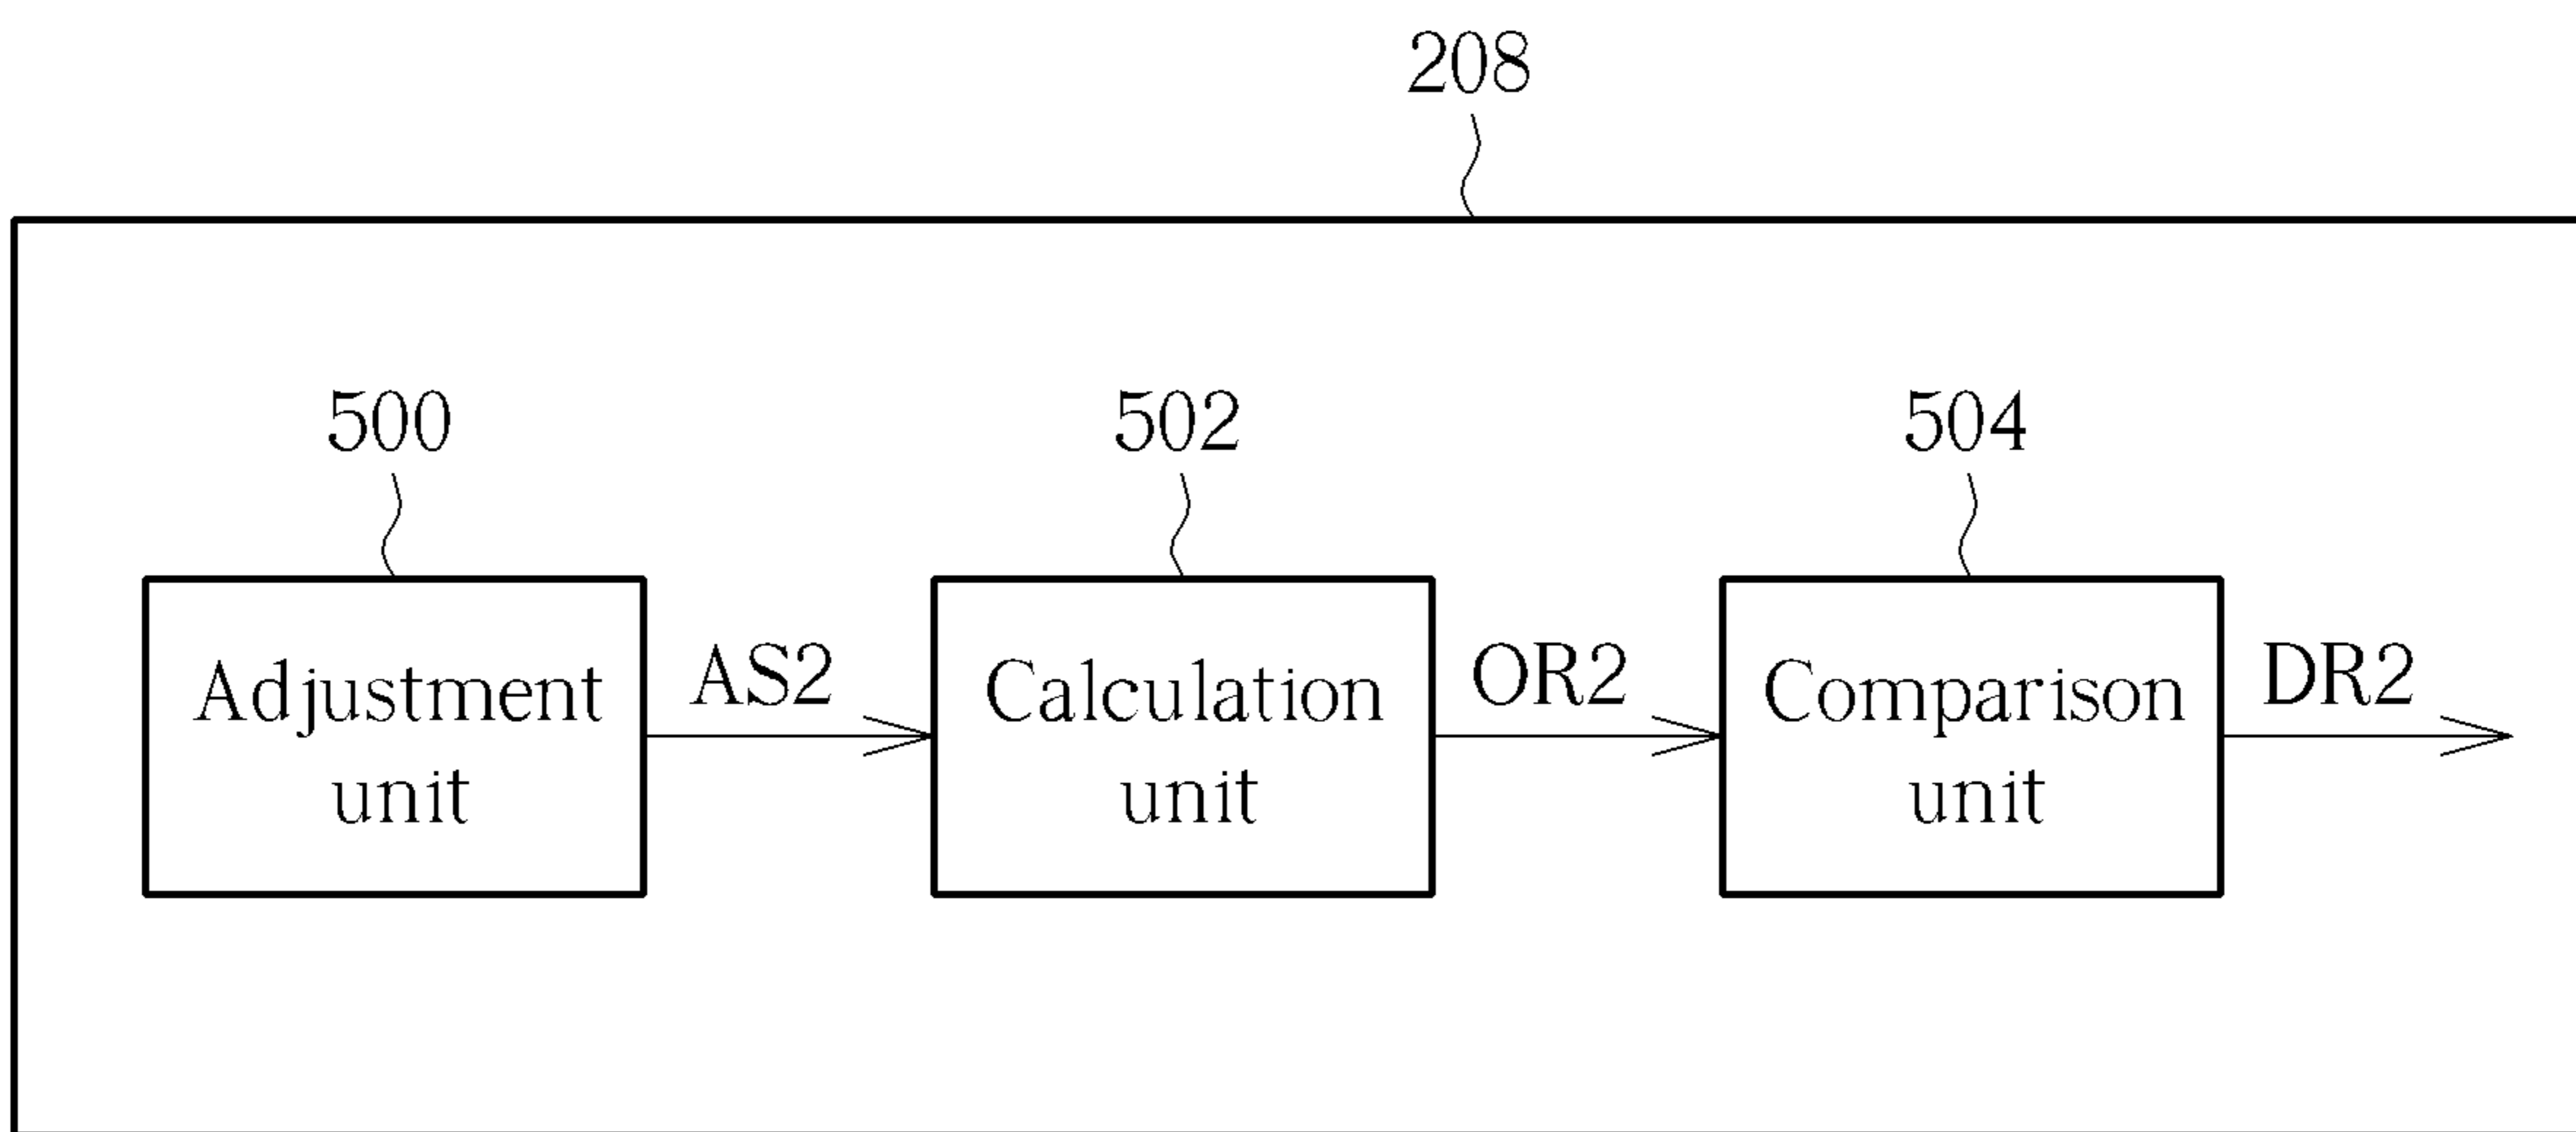 208
500
502
504
Adjustment
unit
AS2
Calculation
unit
OR2
Comparison
unit
DR2